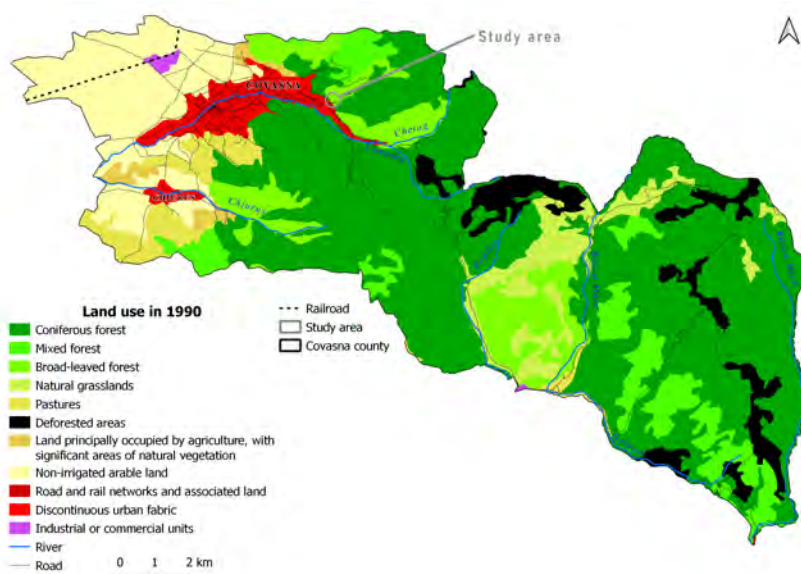 Study area
COVASNA
Cheroz
Chiuruş
Land use in 1990
Coniferous forest
Mixed forest
Broad-leaved forest
Natural grasslands
Pastures
Deforested areas
Land principally occupied by agriculture, with
significant areas of natural vegetation
Non-irrigated arable land
Road and rail networks and associated land
Discontinuous urban fabric
Industrial or commercial units
River
Road
Railroad
Study area
Covasna county
0 1 2 km